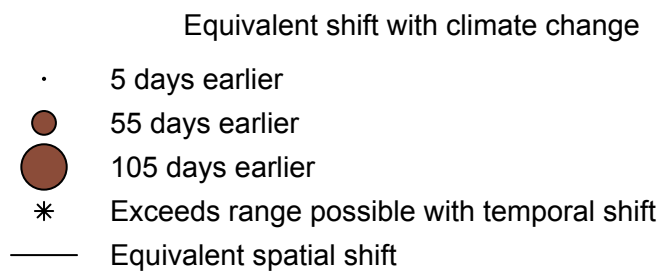 Equivalent shift with climate change
5 days earlier
55 days earlier
105 days earlier
Exceeds range possible with temporal shift
Equivalent spatial shift